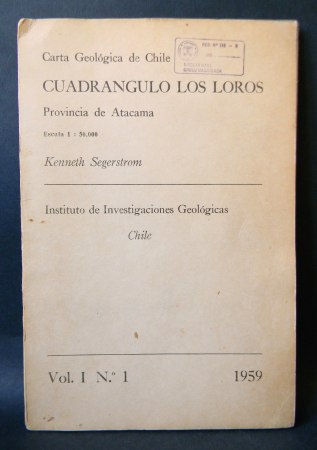 Carta Geológica de Chile
CUADRANGULO LOS LOROS
Provincia de Atacama
Escala 1 : 50.000
Kenneth Segerstrom
Instituto de Investigaciones Geológicas
Chile
Vol. I N.º 1 1959